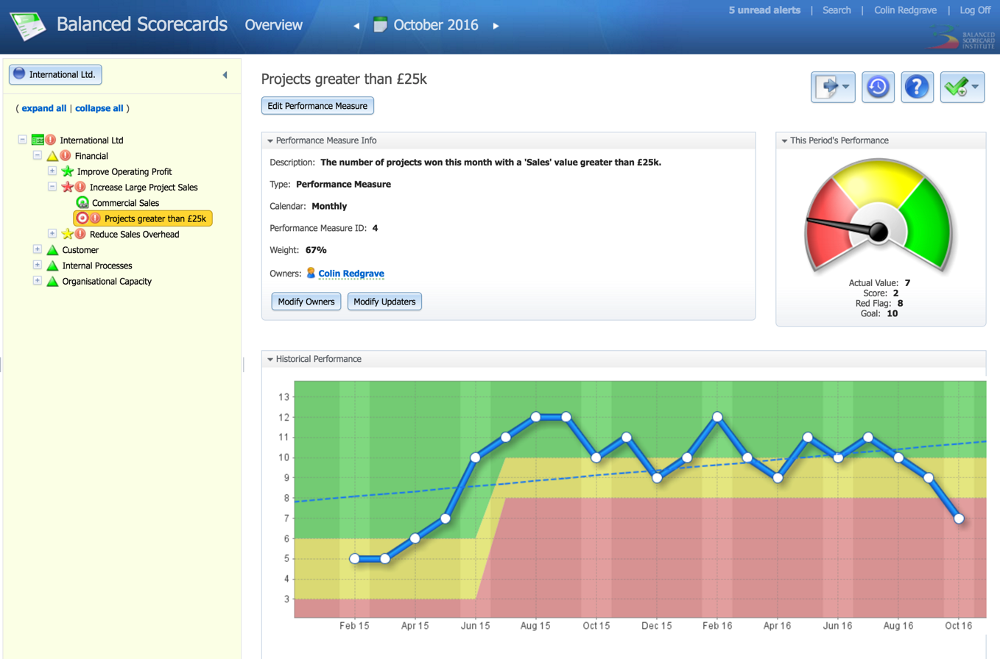 Balanced Scorecards Overview October 2016
5 unread alerts | Search | Colin Redgrave | Log Off
BALANCED
SCORECARD
INSTITUTE
International Ltd.
( expand all | collapse all )
International Ltd
Financial
Improve Operating Profit
Increase Large Project Sales
Commercial Sales
Projects greater than £25k
Reduce Sales Overhead
Customer
Internal Processes
Organisational Capacity
Projects greater than £25k
Edit Performance Measure
Performance Measure Info
Description: The number of projects won this month with a 'Sales' value greater than £25k.
Type: Performance Measure
Calendar: Monthly
Performance Measure ID: 4
Weight: 67%
Owners: Colin Redgrave
Modify Owners Modify Updaters
This Period's Performance
Actual Value: 7
Score: 2
Red Flag: 8
Goal: 10
Historical Performance
13
12
11
10
9
8
7
6
5
4
3
Feb 15 Apr 15 Jun 15 Aug 15 Oct 15 Dec 15 Feb 16 Apr 16 Jun 16 Aug 16 Oct 16